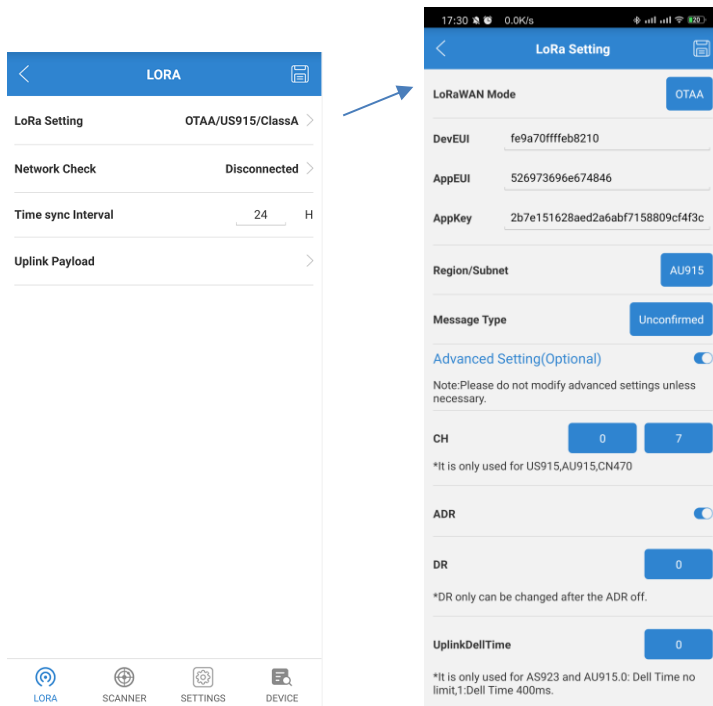 LORA
LoRa Setting OTAA/US915/ClassA
Network Check Disconnected
Time sync Interval 24 H
Uplink Payload
LORA SCANNER SETTINGS DEVICE
17:30 0.0K/s 820
LoRa Setting
LoRaWAN Mode OTAA
DevEUI fe9a70ffffeb8210
AppEUI 526973696e674846
AppKey 2b7e151628aed2a6abf7158809cf4f3c
Region/Subnet AU915
Message Type Unconfirmed
Advanced Setting(Optional)
Note:Please do not modify advanced settings unless
necessary.
CH 0 7
*It is only used for US915,AU915,CN470
ADR
DR 0
*DR only can be changed after the ADR off.
UplinkDellTime 0
*It is only used for AS923 and AU915.0: Dell Time no
limit,1:Dell Time 400ms.